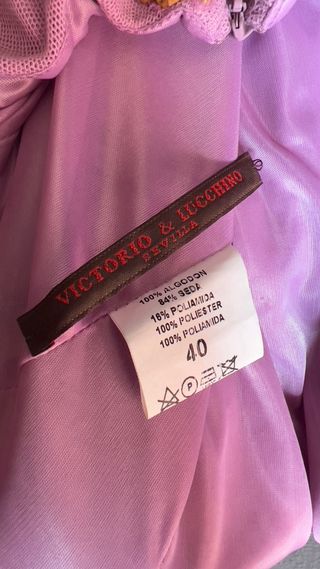 VICTORIO & LUCCHINO
SEVILLA
100% ALGODON
84% SEDA
16% POLIAMIDA
100% POLIESTER
100% POLIAMIDA
40
P